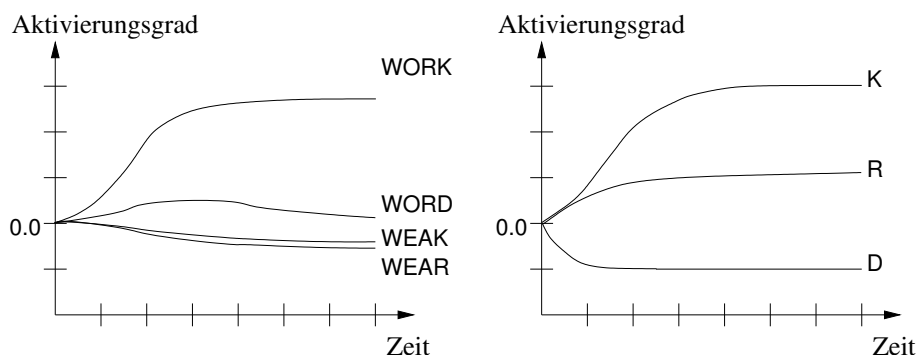 Aktivierungsgrad
WORK
WORD
0.0
WEAK
WEAR
Zeit
Aktivierungsgrad
K
R
0.0
D
Zeit